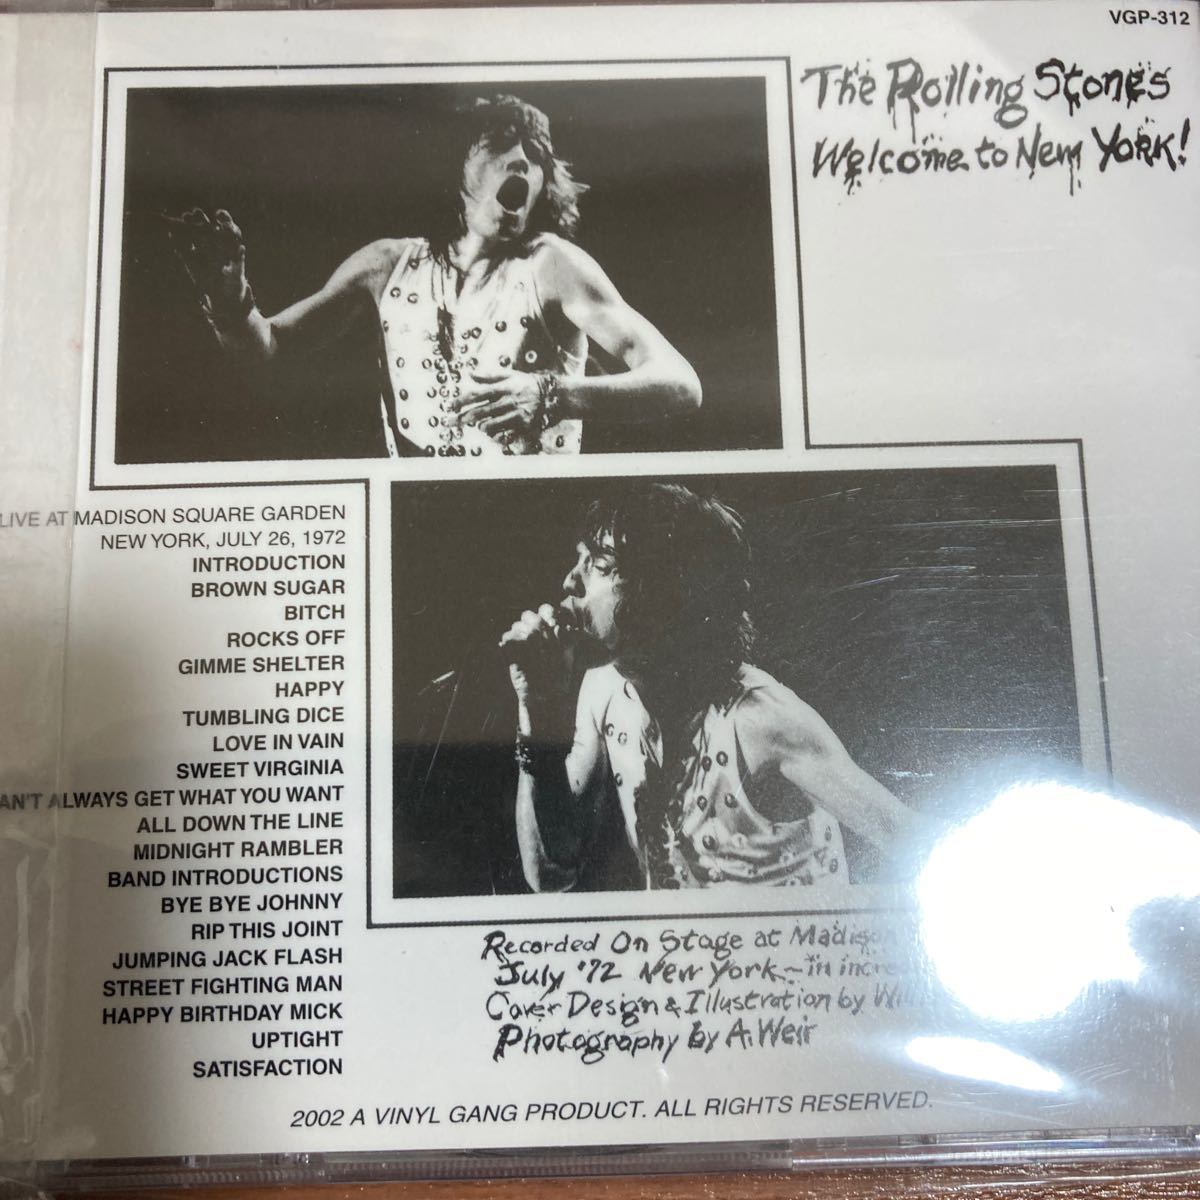 VGP-312
The Rolling Stones
Welcome to New York!
LIVE AT MADISON SQUARE GARDEN
NEW YORK, JULY 26, 1972
INTRODUCTION
BROWN SUGAR
BITCH
ROCKS OFF
GIMME SHELTER
HAPPY
TUMBLING DICE
LOVE IN VAIN
SWEET VIRGINIA
ALWAYS GET WHAT YOU WANT
ALL DOWN THE LINE
MIDNIGHT RAMBLER
BAND INTRODUCTIONS
BYE BYE JOHNNY
RIP THIS JOINT
JUMPING JACK FLASH
STREET FIGHTING MAN
HAPPY BIRTHDAY MICK
UPTIGHT
SATISFACTION
Recorded On Stage at
July '72 New York~in
Cover Design & Illustration by
Photography by A. Weir
2002 A VINYL GANG PRODUCT. ALL RIGHTS RESERVED.